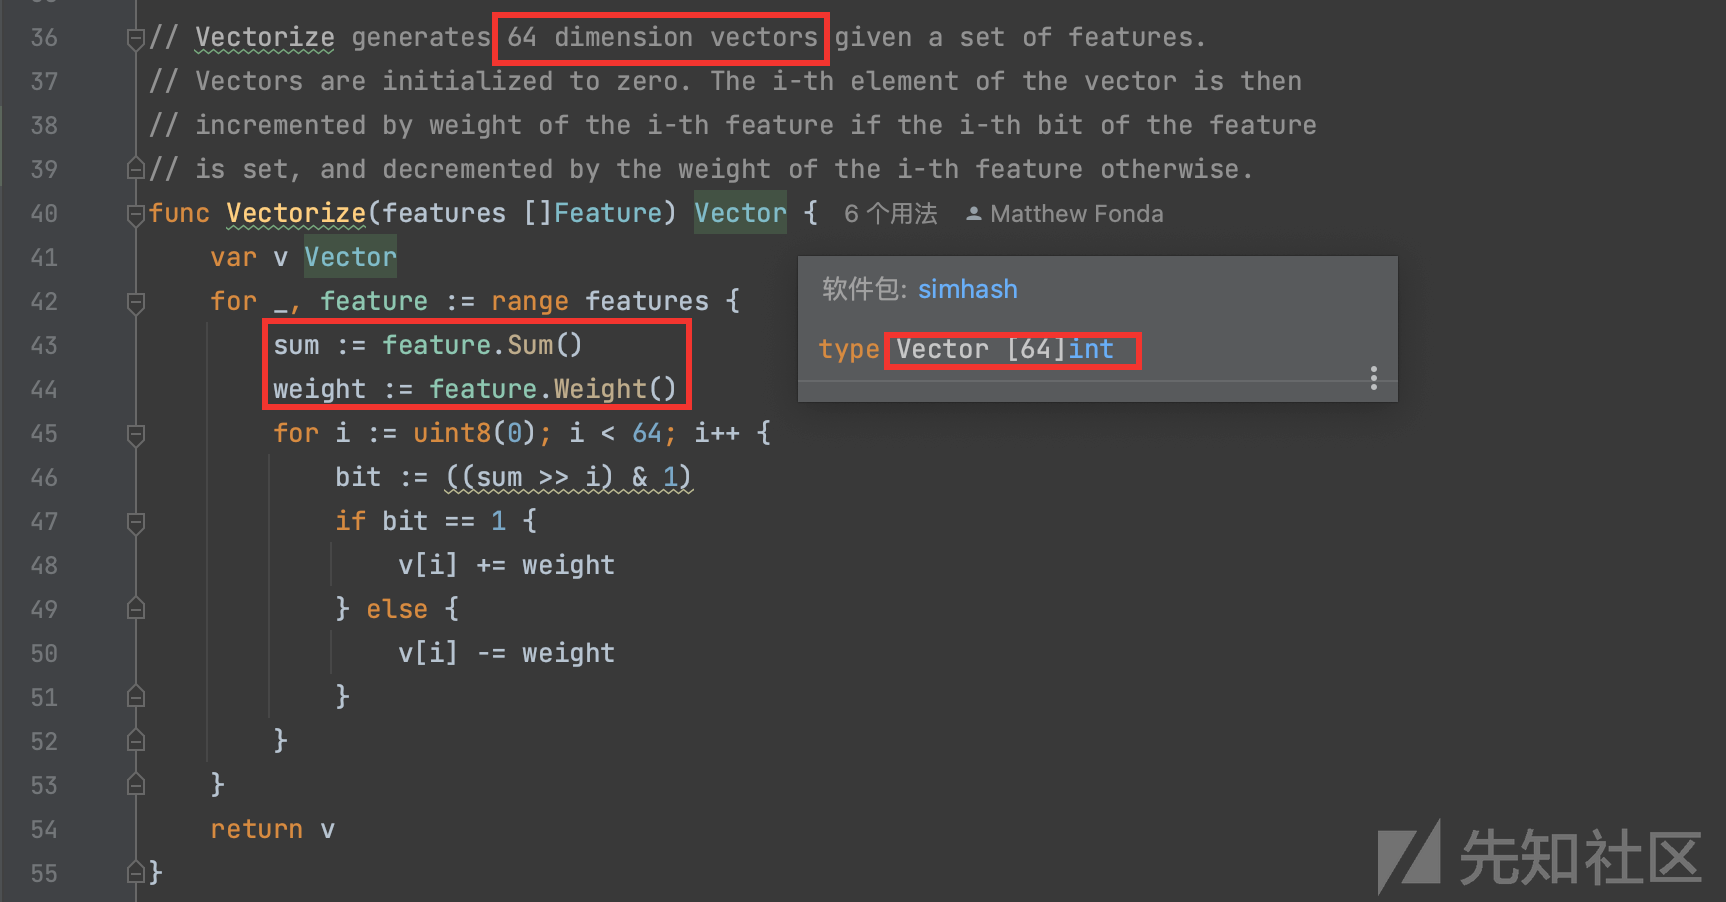 36 // Vectorize generates 64 dimension vectors given a set of features.
37 // Vectors are initialized to zero. The i-th element of the vector is then
38 // incremented by weight of the i-th feature if the i-th bit of the feature
39 // is set, and decremented by the weight of the i-th feature otherwise.
40 func Vectorize(features []Feature) Vector { 6 个用法 Matthew Fonda
41 var v Vector
软件包: simhash
42 for _, feature := range features {
43 sum := feature.Sum()
type Vector [64]int
44 weight := feature.Weight()
45 for i := uint8(0); i < 64; i++ {
46 bit := ((sum >> i) & 1)
47 if bit == 1 {
48 v[i] += weight
49 } else {
50 v[i] -= weight
51 }
52 }
53 }
54 return v
55 }
先知社区